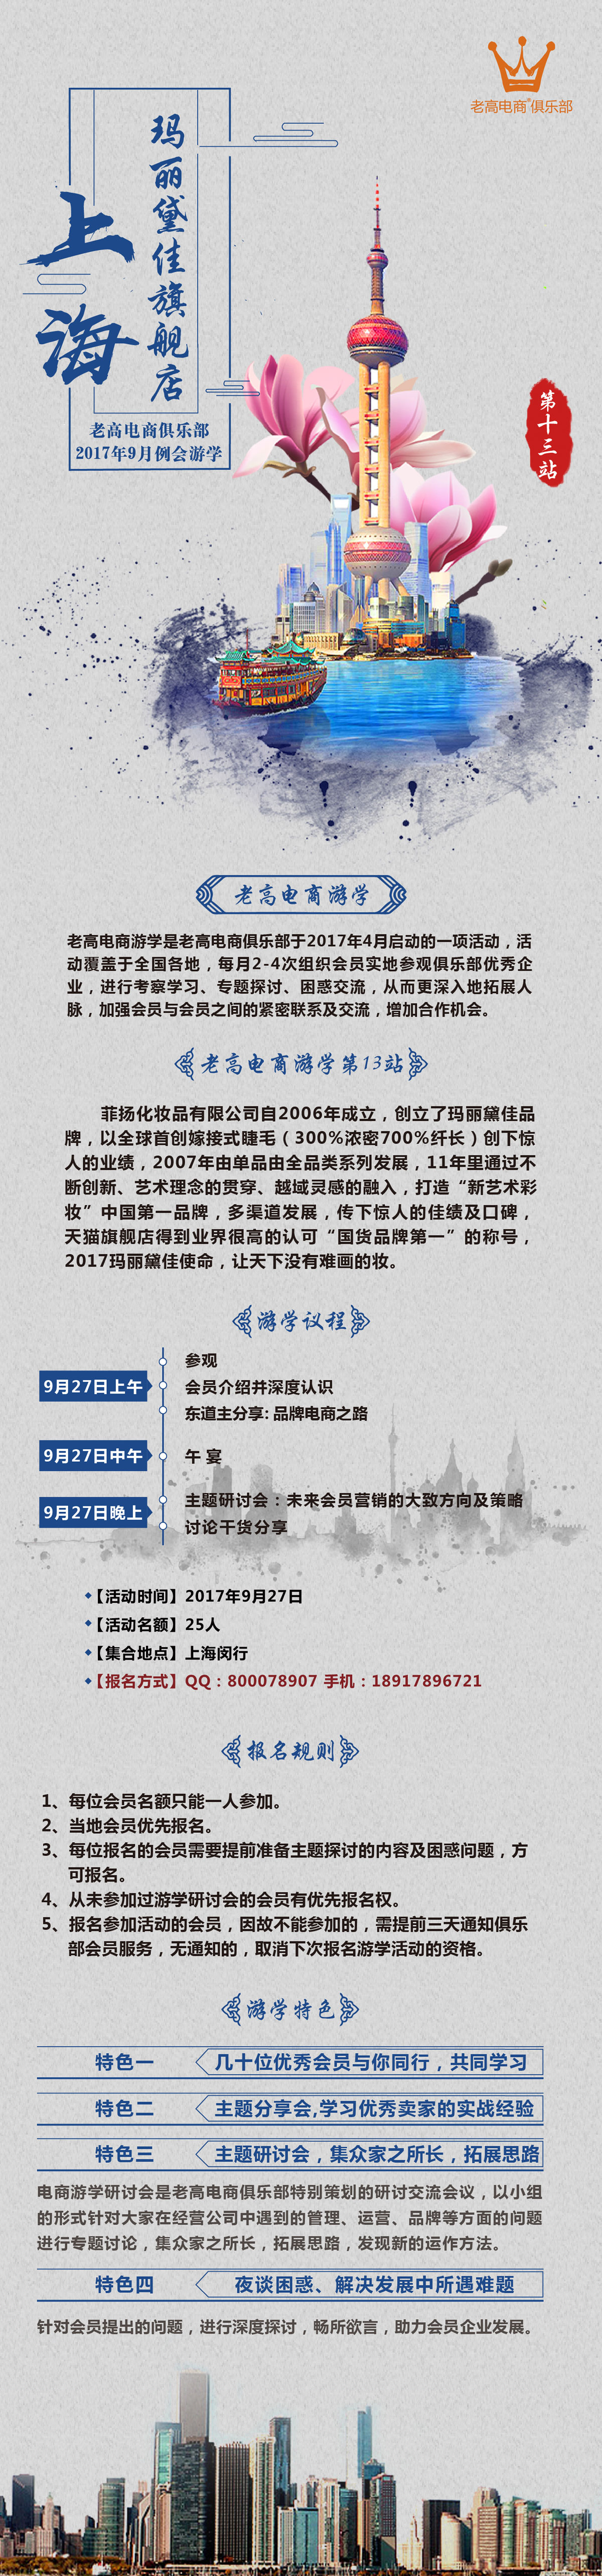 老高电商®俱乐部
上海
玛丽黛佳旗舰店
老高电商俱乐部
2017年9月例会游学
第十三站
老高电商游学
老高电商游学是老高电商俱乐部于2017年4月启动的一项活动，活
动覆盖于全国各地，每月2-4次组织会员实地参观俱乐部优秀企
业，进行考察学习、专题探讨、困惑交流，从而更深入地拓展人
脉，加强会员与会员之间的紧密联系及交流，增加合作机会。
老高电商游学第13站
菲扬化妆品有限公司自2006年成立，创立了玛丽黛佳品
牌，以全球首创嫁接式睫毛（300%浓密700%纤长）创下惊
人的业绩，2007年由单品由全品类系列发展，11年里通过不
断创新、艺术理念的贯穿、越域灵感的融入，打造“新艺术彩
妆”中国第一品牌，多渠道发展，传下惊人的佳绩及口碑，
天猫旗舰店得到业界很高的认可“国货品牌第一”的称号，
2017玛丽黛佳使命，让天下没有难画的妆。
游学议程
9月27日上午
参观
会员介绍并深度认识
东道主分享: 品牌电商之路
9月27日中午
午 宴
9月27日晚上
主题研讨会：未来会员营销的大致方向及策略
讨论干货分享
【活动时间】2017年9月27日
【活动名额】25人
【集合地点】上海闵行
【报名方式】QQ：800078907 手机：18917896721
报名规则
1、每位会员名额只能一人参加。
2、当地会员优先报名。
3、每位报名的会员需要提前准备主题探讨的内容及困惑问题，方
可报名。
4、从未参加过游学研讨会的会员有优先报名权。
5、报名参加活动的会员，因故不能参加的，需提前三天通知俱乐
部会员服务，无通知的，取消下次报名游学活动的资格。
游学特色
特色一 几十位优秀会员与你同行，共同学习
特色二 主题分享会,学习优秀卖家的实战经验
特色三 主题研讨会，集众家之所长，拓展思路
电商游学研讨会是老高电商俱乐部特别策划的研讨交流会议，以小组
的形式针对大家在经营公司中遇到的管理、运营、品牌等方面的问题
进行专题讨论，集众家之所长，拓展思路，发现新的运作方法。
特色四 夜谈困惑、解决发展中所遇难题
针对会员提出的问题，进行深度探讨，畅所欲言，助力会员企业发展。